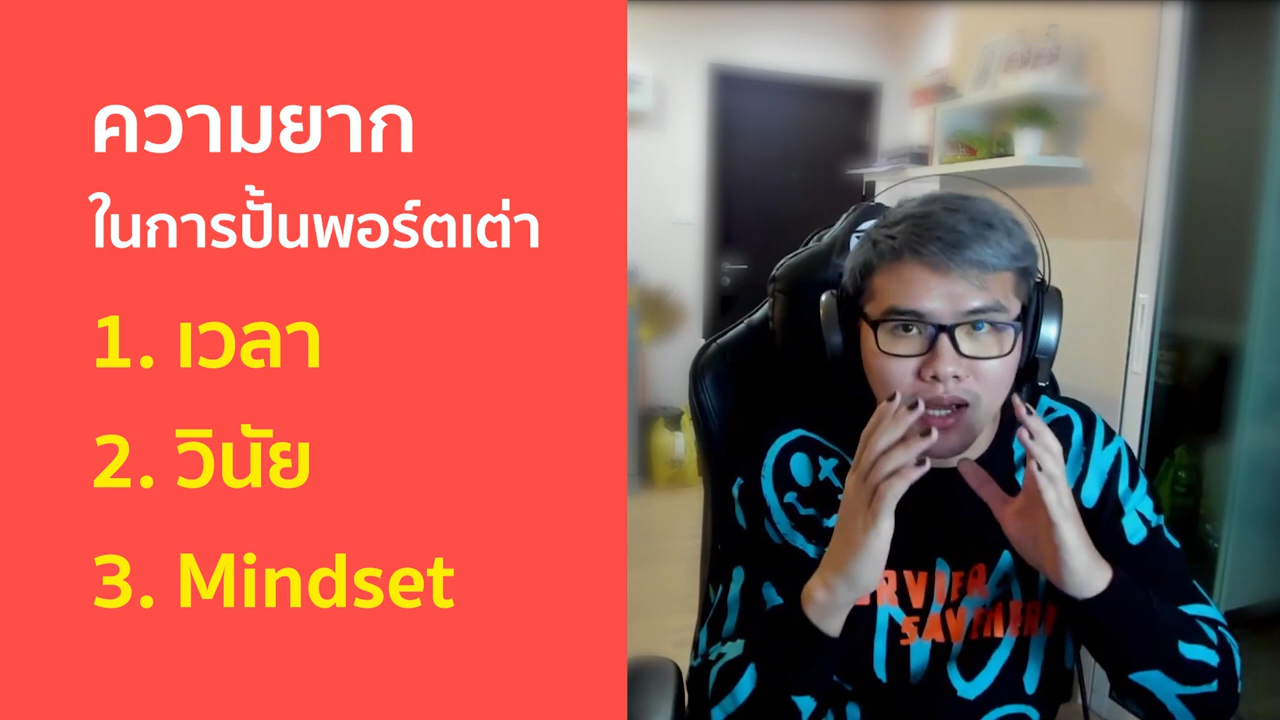 ความยาก
ในการปั้นพอร์ตเต่า
1. เวลา
2. วินัย
3. Mindset